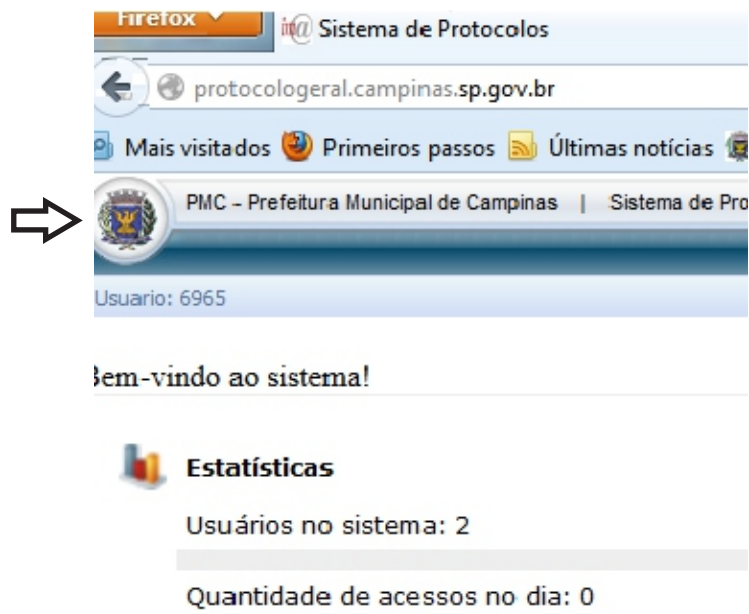 Firefox
Sistema de Protocolos
protocologeral.campinas.sp.gov.br
Mais visitados Primeiros passos Últimas notícias
PMC - Prefeitura Municipal de Campinas | Sistema de Pro
Usuario: 6965
Bem-vindo ao sistema!
Estatísticas
Usuários no sistema: 2
Quantidade de acessos no dia: 0